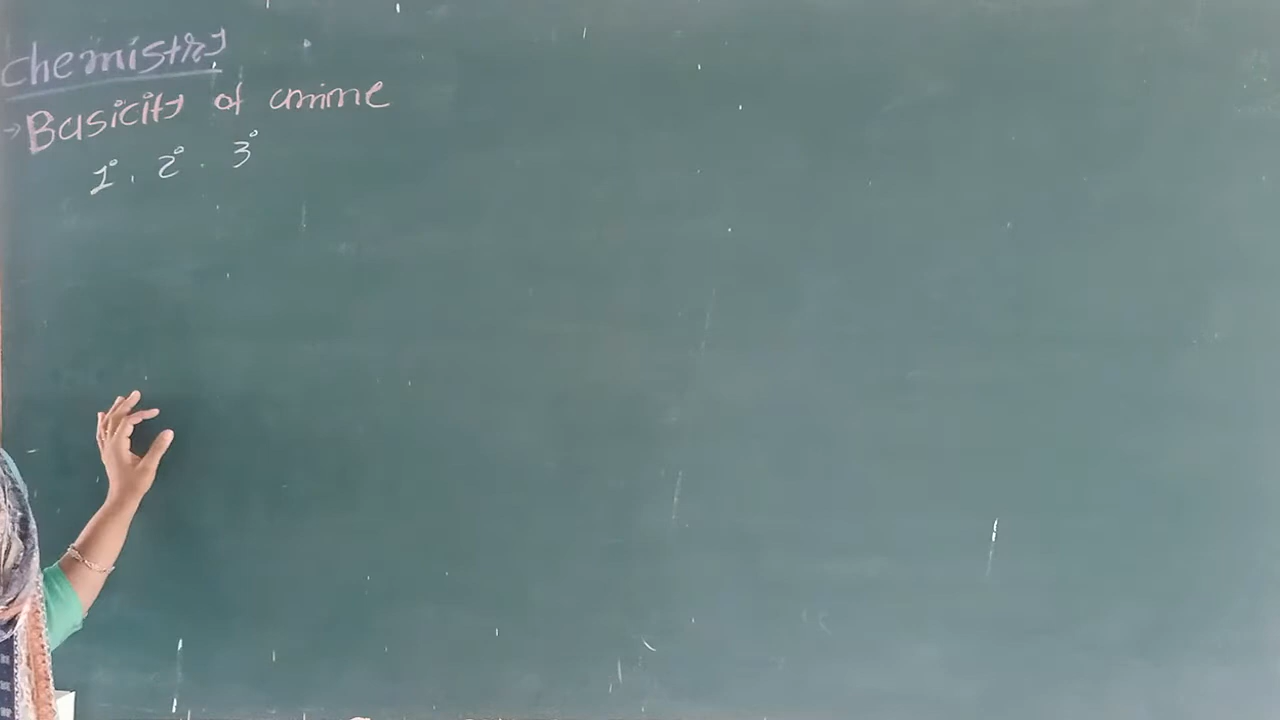 Chemistry
→ Basicity of amine
1°, 2°. 3°